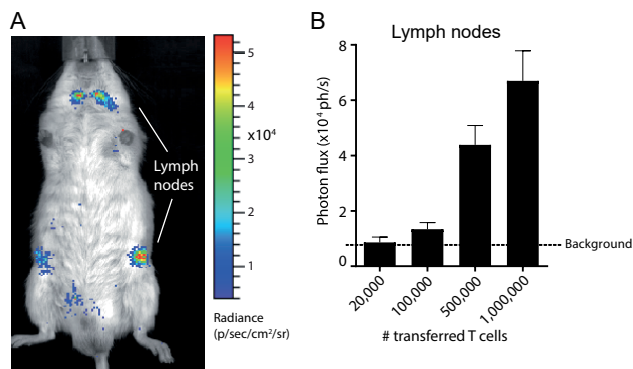 A
5
4
x10⁴
3
2
1
Lymph
nodes
Radiance
(p/sec/cm²/sr)
B
Lymph nodes
Photon flux (x10⁴ ph/s)
8
6
4
2
0
Background
20,000
100,000
500,000
1,000,000
# transferred T cells